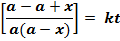 [a − a + x / a(a − x)] = kt